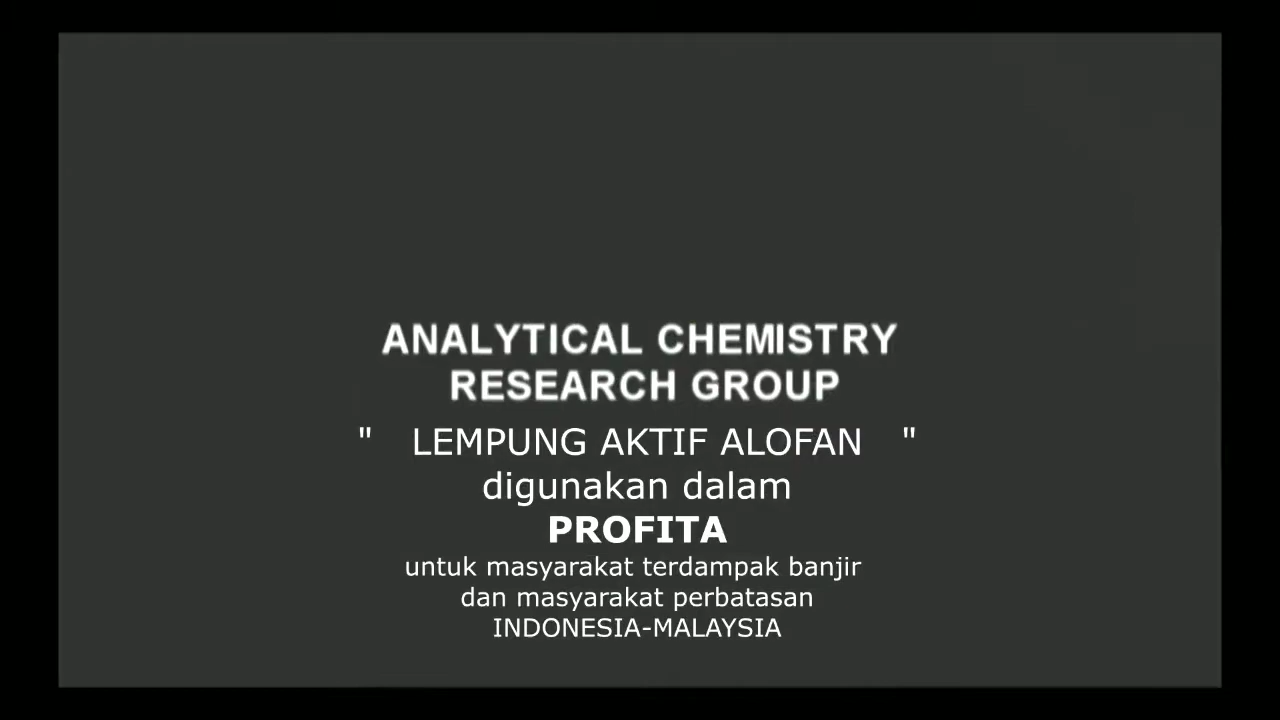 ANALYTICAL CHEMISTRY
RESEARCH GROUP
" LEMPUNG AKTIF ALOFAN "
digunakan dalam
PROFITA
untuk masyarakat terdampak banjir
dan masyarakat perbatasan
INDONESIA-MALAYSIA